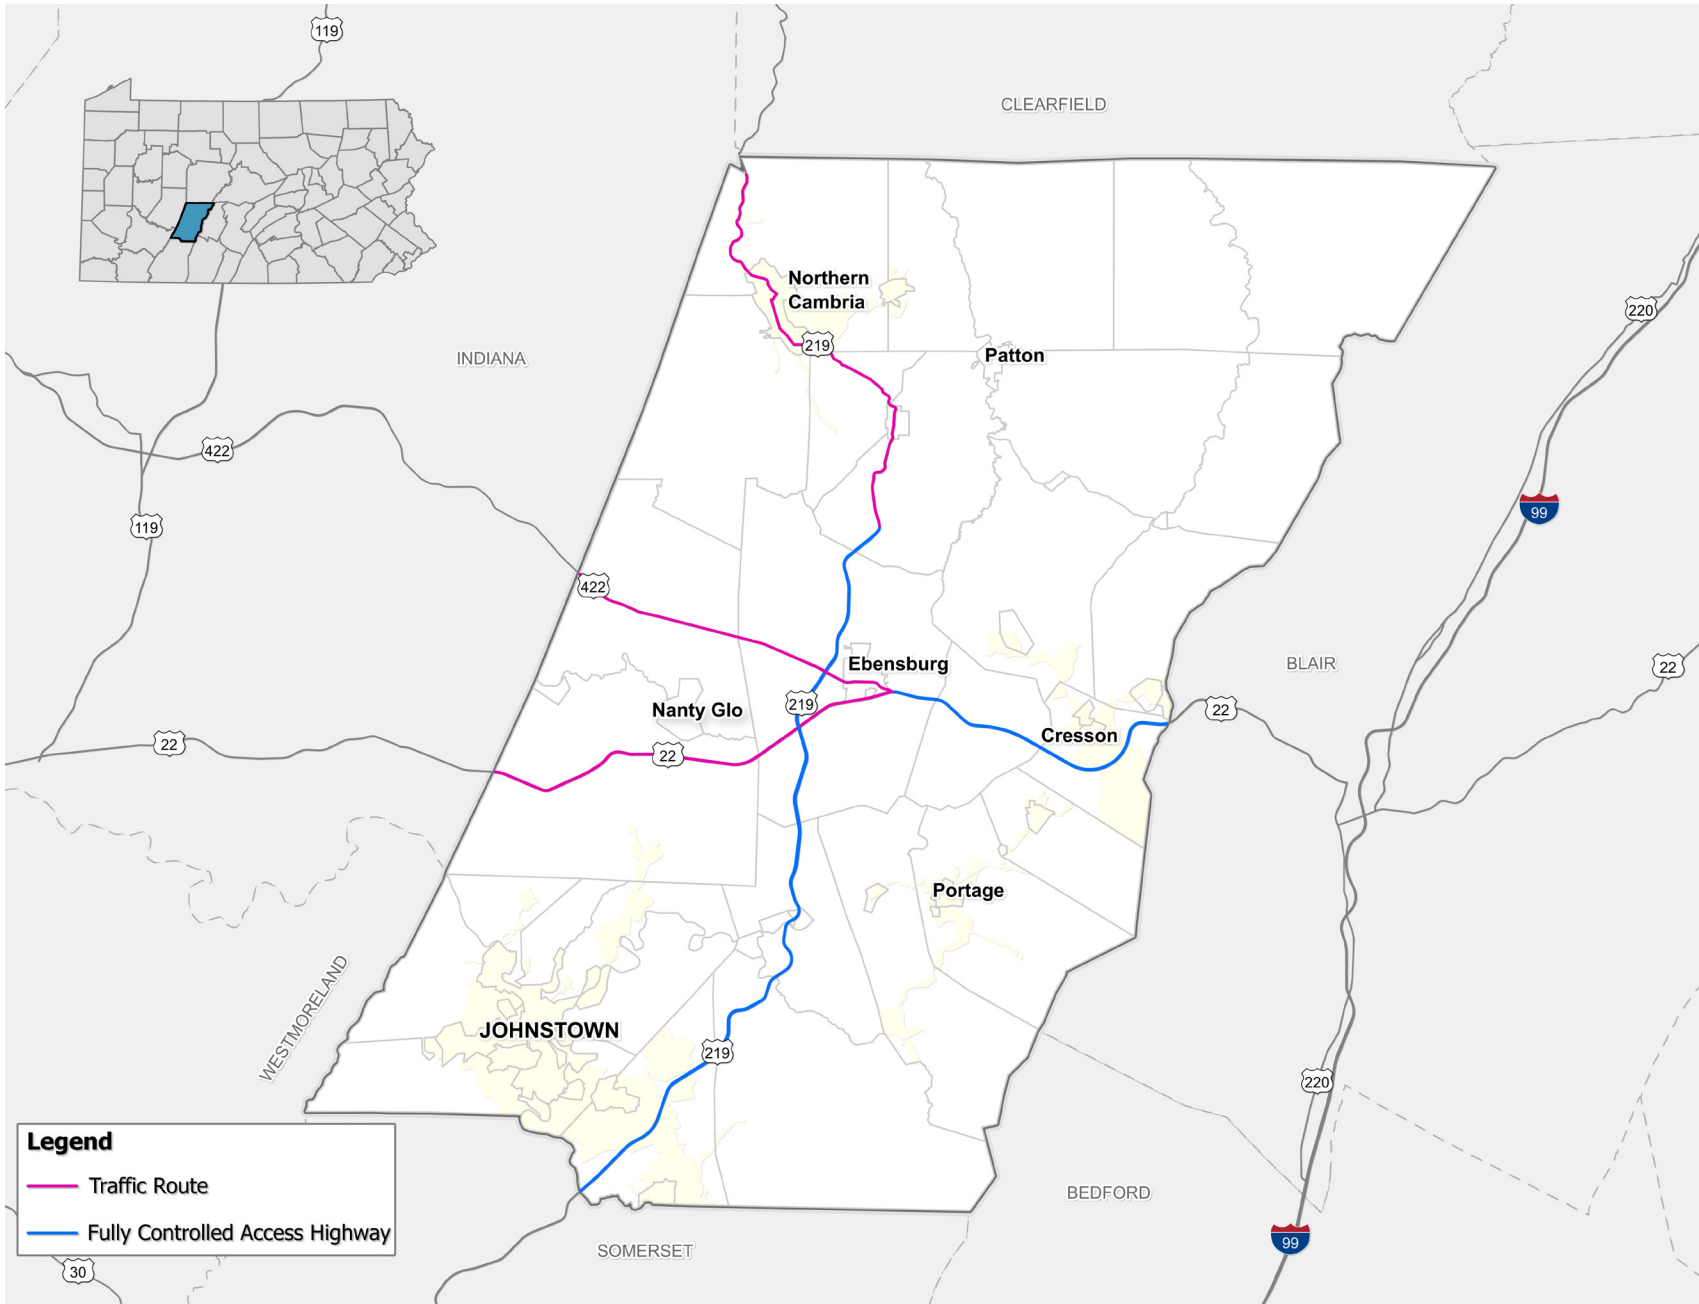 119
CLEARFIELD
Northern
Cambria
220
219
INDIANA
Patton
422
99
119
422
Ebensburg
BLAIR
22
219
Nanty Glo
22
Cresson
22
22
Portage
WESTMORELAND
JOHNSTOWN
219
220
Legend
Traffic Route
Fully Controlled Access Highway
BEDFORD
SOMERSET
99
30